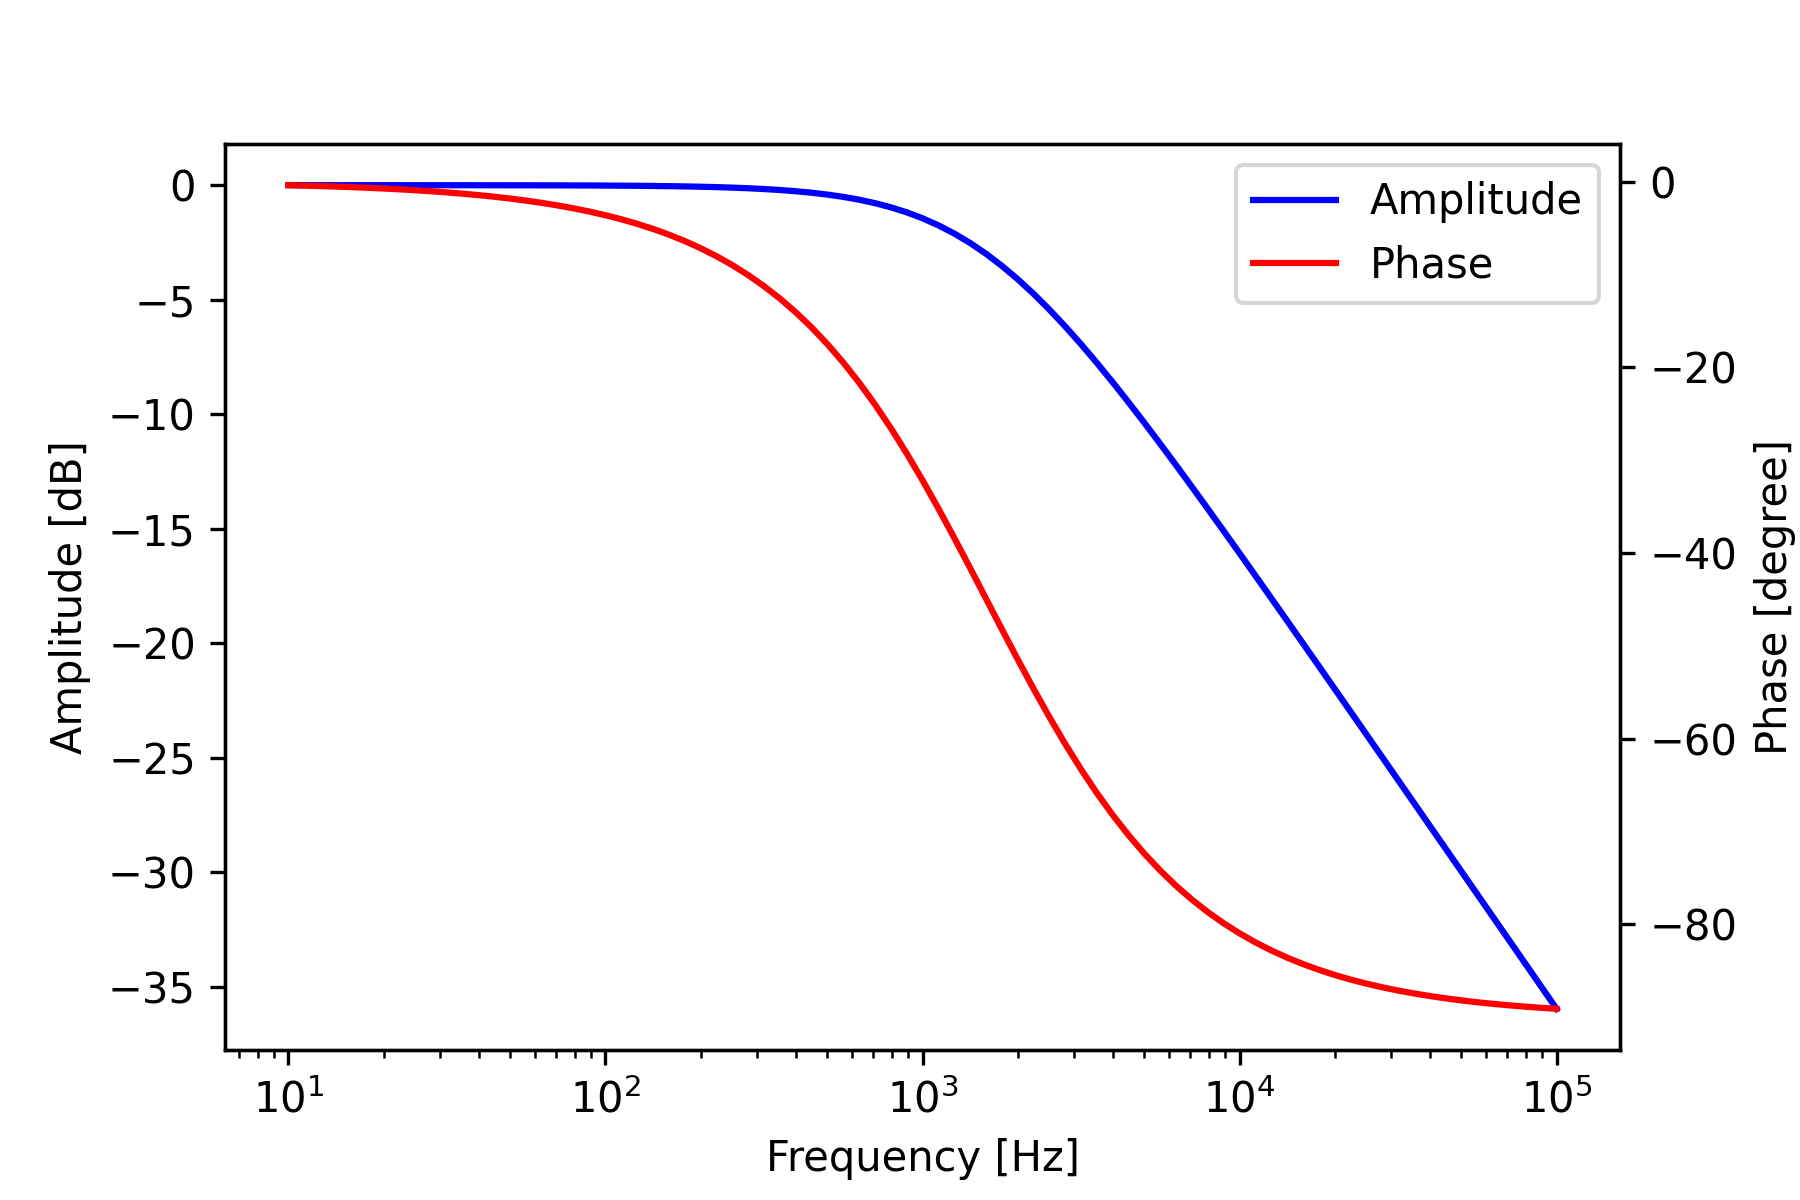 Amplitude
Phase
0
−5
−10
−15
−20
−25
−30
−35
Amplitude [dB]
0
−20
−40
−60
−80
Phase [degree]
10¹ 10² 10³ 10⁴ 10⁵
Frequency [Hz]